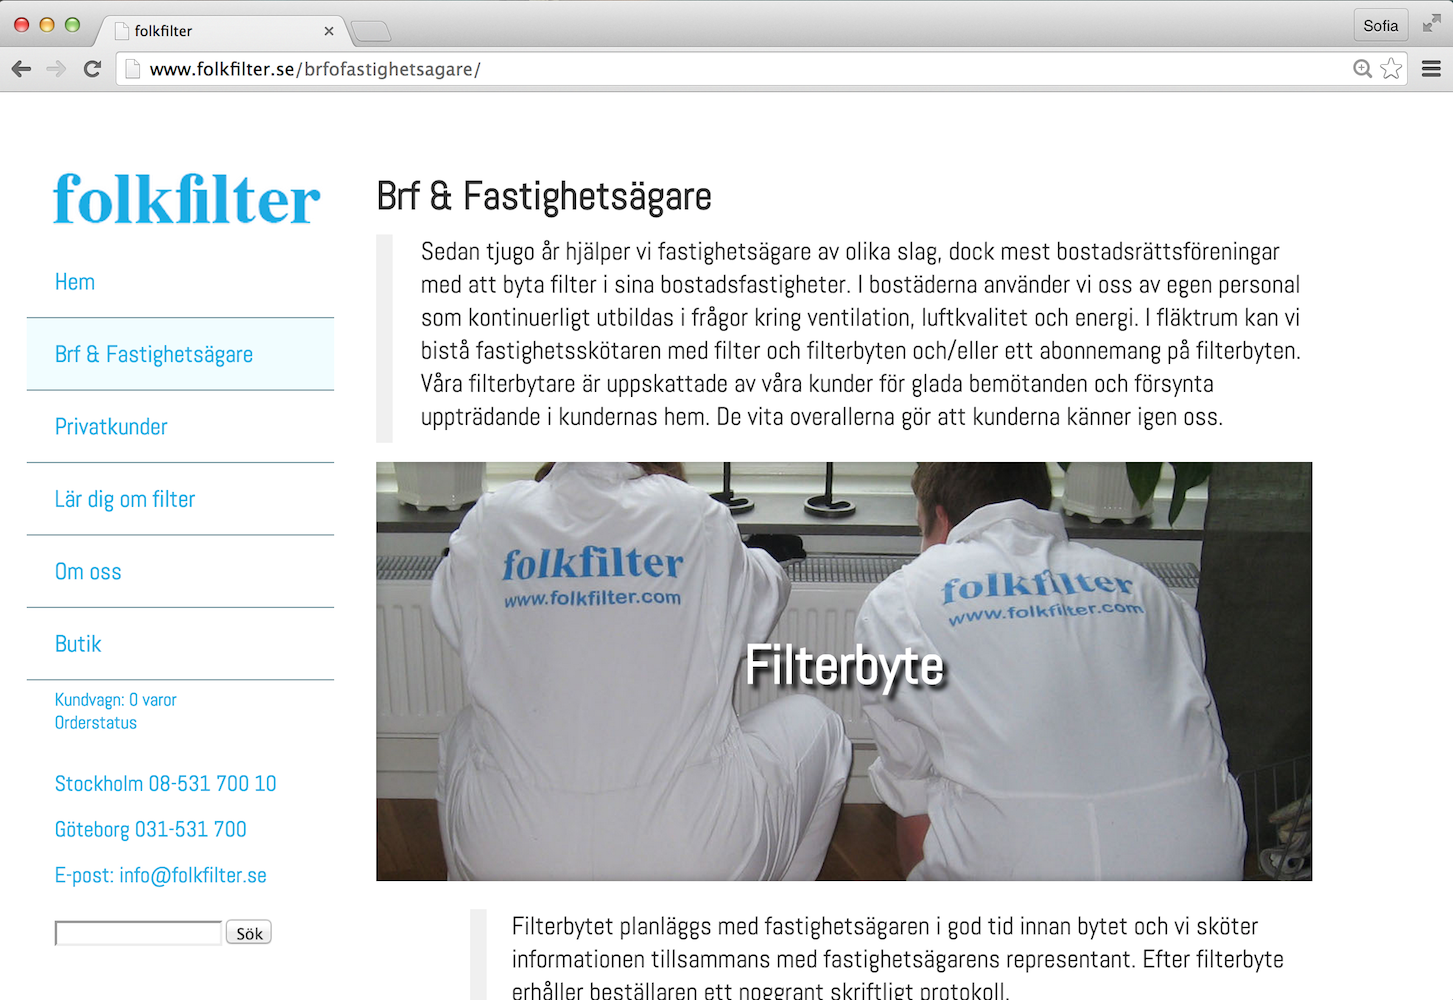 folkfilter
Sofia
www.folkfilter.se/brfofastighetsagare/
folkfilter
Hem
Brf & Fastighetsägare
Privatkunder
Lär dig om filter
Om oss
Butik
Kundvagn: 0 varor
Orderstatus
Stockholm 08-531 700 10
Göteborg 031-531 700
E-post: info@folkfilter.se
Sök
Brf & Fastighetsägare
Sedan tjugo år hjälper vi fastighetsägare av olika slag, dock mest bostadsrättsföreningar
med att byta filter i sina bostadsfastigheter. I bostäderna använder vi oss av egen personal
som kontinuerligt utbildas i frågor kring ventilation, luftkvalitet och energi. I fläktrum kan vi
bistå fastighetsskötaren med filter och filterbyten och/eller ett abonnemang på filterbyten.
Våra filterbytare är uppskattade av våra kunder för glada bemötanden och försynta
uppträdande i kundernas hem. De vita overallerna gör att kunderna känner igen oss.
folkfilter
www.folkfilter.com
folkfilter
www.folkfilter.com
Filterbyte
Filterbytet planläggs med fastighetsägaren i god tid innan bytet och vi sköter
informationen tillsammans med fastighetsägarens representant. Efter filterbyte
erhåller beställaren ett noggrant skriftligt protokoll.